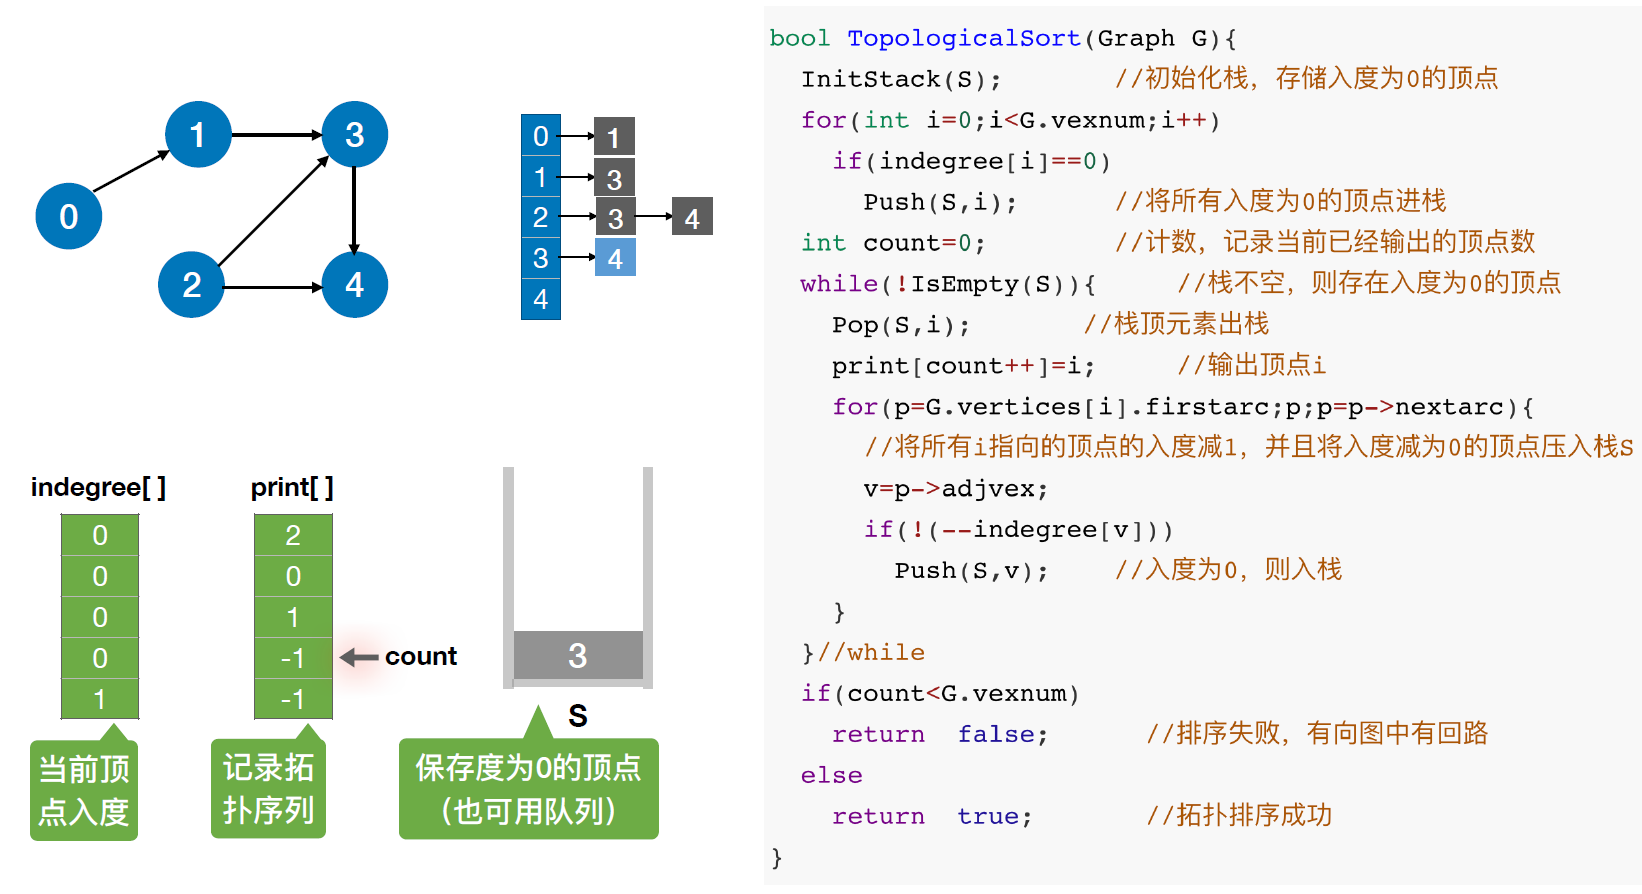 1
3
0
2
4
0 1
1 3
2 3 4
3 4
4
indegree[ ]
print[ ]
0
0
0
0
1
2
0
1
-1
-1
count
3
S
当前顶
点入度
记录拓
扑序列
保存度为0的顶点
(也可用队列)
bool TopologicalSort(Graph G){
InitStack(S); //初始化栈，存储入度为0的顶点
for(int i=0;i<G.vexnum;i++)
if(indegree[i]==0)
Push(S,i); //将所有入度为0的顶点进栈
int count=0; //计数，记录当前已经输出的顶点数
while(!IsEmpty(S)){ //栈不空，则存在入度为0的顶点
Pop(S,i); //栈顶元素出栈
print[count++]=i; //输出顶点i
for(p=G.vertices[i].firstarc;p;p=p->nextarc){
//将所有i指向的顶点的入度减1，并且将入度减为0的顶点压入栈S
v=p->adjvex;
if(!(--indegree[v]))
Push(S,v); //入度为0，则入栈
}
}//while
if(count<G.vexnum)
return false; //排序失败，有向图中有回路
else
return true; //拓扑排序成功
}